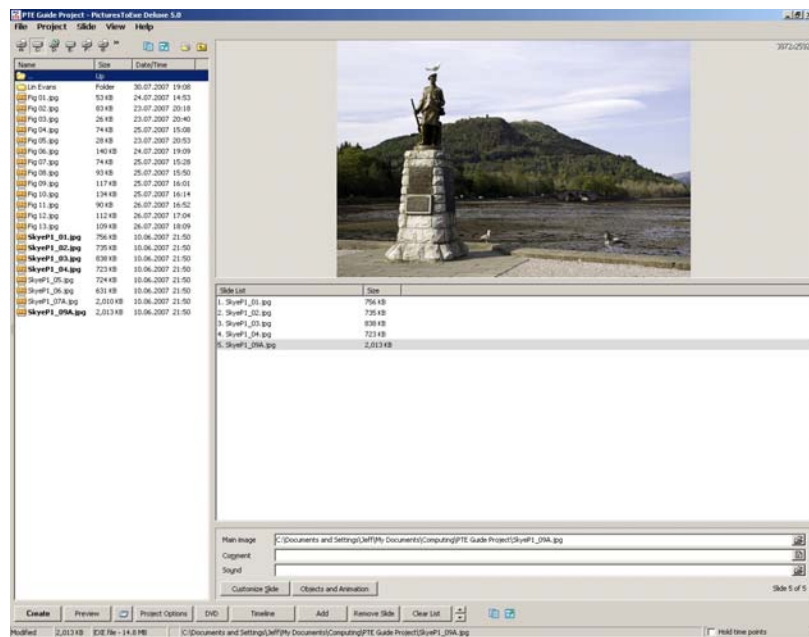 PTE Guide Project - PicturesToExe Deluxe 5.0
File Project Slide View Help
3872x2592
Name Size Date/Time
.. Up
Lin Evans Folder 30.07.2007 19:08
Fig 01.jpg 53 KB 24.07.2007 14:53
Fig 02.jpg 83 KB 23.07.2007 20:18
Fig 03.jpg 26 KB 23.07.2007 20:40
Fig 04.jpg 74 KB 25.07.2007 15:08
Fig 05.jpg 28 KB 23.07.2007 20:53
Fig 06.jpg 140 KB 24.07.2007 19:09
Fig 07.jpg 74 KB 25.07.2007 15:28
Fig 08.jpg 93 KB 25.07.2007 15:50
Fig 09.jpg 117 KB 25.07.2007 16:01
Fig 10.jpg 134 KB 25.07.2007 16:14
Fig 11.jpg 90 KB 26.07.2007 16:52
Fig 12.jpg 112 KB 26.07.2007 17:04
Fig 13.jpg 109 KB 26.07.2007 18:09
SkyeP1_01.jpg 756 KB 10.06.2007 21:50
SkyeP1_02.jpg 735 KB 10.06.2007 21:50
SkyeP1_03.jpg 838 KB 10.06.2007 21:50
SkyeP1_04.jpg 723 KB 10.06.2007 21:50
SkyeP1_05.jpg 724 KB 10.06.2007 21:50
SkyeP1_06.jpg 631 KB 10.06.2007 21:50
SkyeP1_07A.jpg 2,010 KB 10.06.2007 21:50
SkyeP1_09A.jpg 2,013 KB 10.06.2007 21:50
Slide List Size
1. SkyeP1_01.jpg 756 KB
2. SkyeP1_02.jpg 735 KB
3. SkyeP1_03.jpg 838 KB
4. SkyeP1_04.jpg 723 KB
5. SkyeP1_09A.jpg 2,013 KB
Main image C:\Documents and Settings\Jeff\My Documents\Computing\PTE Guide Project\SkyeP1_09A.jpg
Comment
Sound
Customize Slide Objects and Animation Slide 5 of 5
Create Preview Project Options DVD Timeline Add Remove Slide Clear List
Modified 2,013 KB EXE file - 14.8 MB C:\Documents and Settings\Jeff\My Documents\Computing\PTE Guide Project\SkyeP1_09A.jpg Hold time points